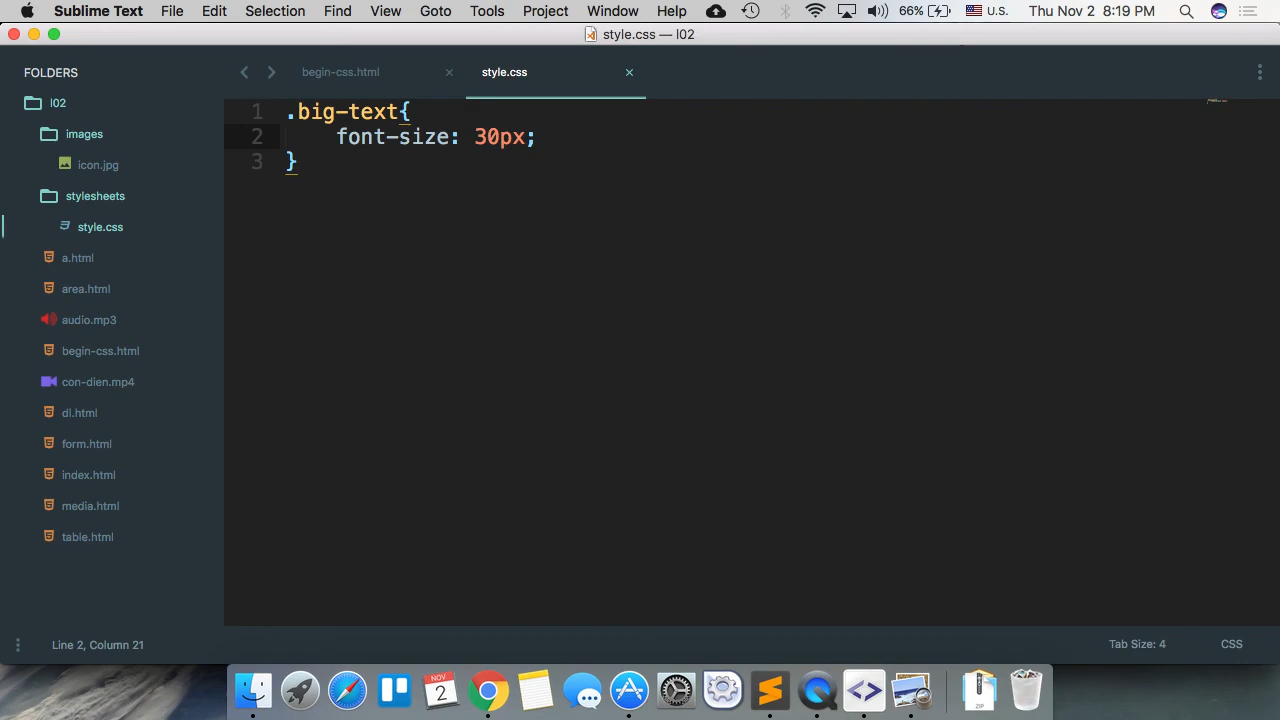 Sublime Text File Edit Selection Find View Goto Tools Project Window Help 66% U.S. Thu Nov 2 8:19 PM
style.css — l02
FOLDERS
l02
images
icon.jpg
stylesheets
style.css
a.html
area.html
audio.mp3
begin-css.html
con-dien.mp4
dl.html
form.html
index.html
media.html
table.html
begin-css.html × style.css ×
1 .big-text{
2 font-size: 30px;
3 }
Line 2, Column 21 Tab Size: 4 CSS
NOV
2
ZIP